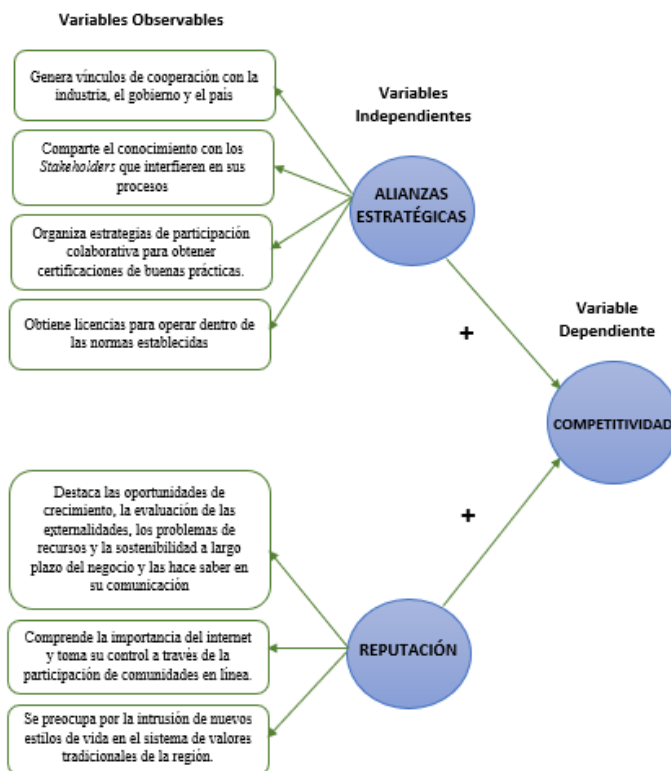 Variables Observables
Genera vínculos de cooperación con la
industria, el gobierno y el país
Comparte el conocimiento con los
Stakeholders que interfieren en sus
procesos
Organiza estrategias de participación
colaborativa para obtener
certificaciones de buenas prácticas.
Obtiene licencias para operar dentro de
las normas establecidas
Variables
Independientes
ALIANZAS
ESTRATÉGICAS
+
Variable
Dependiente
COMPETITIVIDAD
+
Destaca las oportunidades de
crecimiento, la evaluación de las
externalidades, los problemas de
recursos y la sostenibilidad a largo
plazo del negocio y las hace saber en
su comunicación
Comprende la importancia del internet
y toma su control a través de la
participación de comunidades en línea.
Se preocupa por la intrusión de nuevos
estilos de vida en el sistema de valores
tradicionales de la región.
REPUTACIÓN